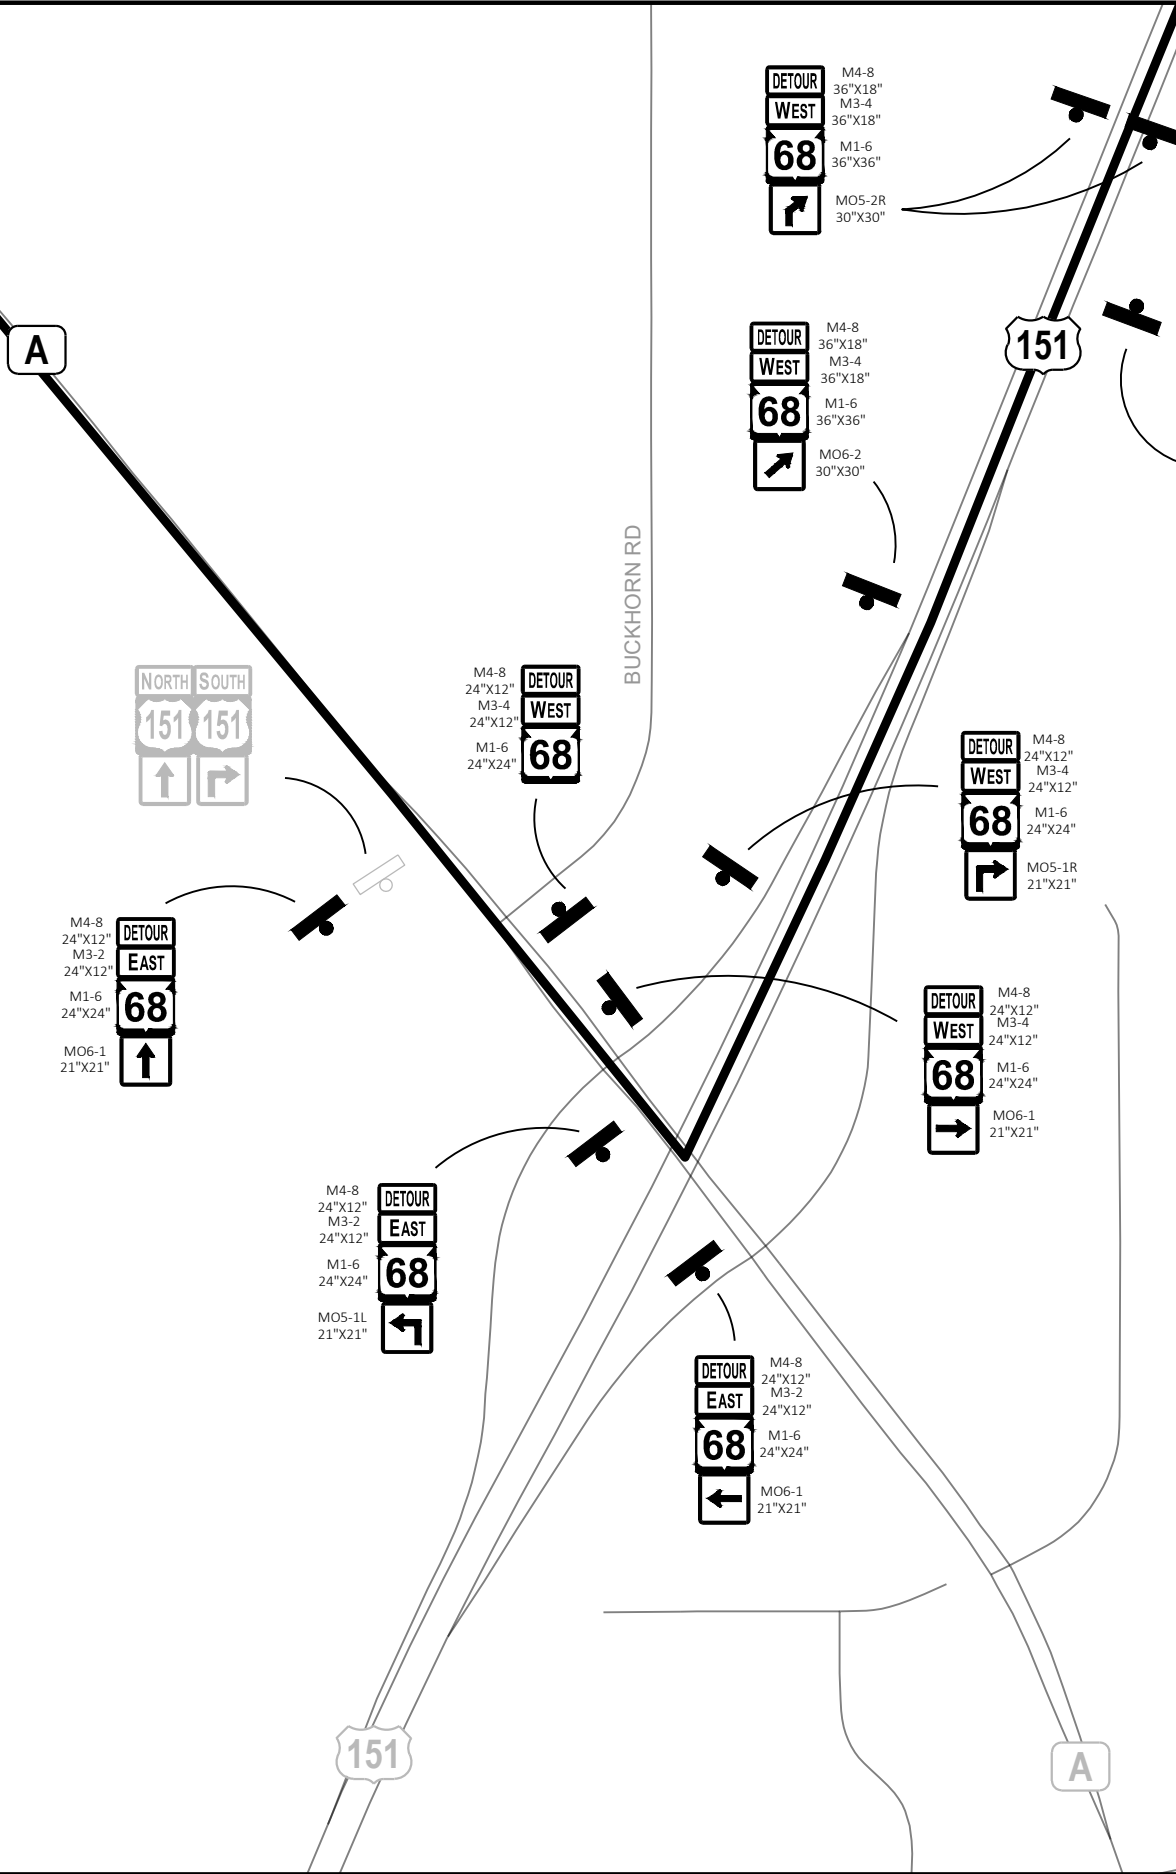 DETOUR
WEST
68
M4-8
36"X18"
M3-4
36"X18"
M1-6
36"X36"
MO5-2R
30"X30"
A
151
DETOUR
WEST
68
M4-8
36"X18"
M3-4
36"X18"
M1-6
36"X36"
MO6-2
30"X30"
BUCKHORN RD
NORTH SOUTH
151 151
M4-8
24"X12"
M3-4
24"X12"
M1-6
24"X24"
DETOUR
WEST
68
DETOUR
WEST
68
M4-8
24"X12"
M3-4
24"X12"
M1-6
24"X24"
MO5-1R
21"X21"
M4-8
24"X12"
M3-2
24"X12"
M1-6
24"X24"
MO6-1
21"X21"
DETOUR
EAST
68
DETOUR
WEST
68
M4-8
24"X12"
M3-4
24"X12"
M1-6
24"X24"
MO6-1
21"X21"
M4-8
24"X12"
M3-2
24"X12"
M1-6
24"X24"
MO5-1L
21"X21"
DETOUR
EAST
68
DETOUR
EAST
68
M4-8
24"X12"
M3-2
24"X12"
M1-6
24"X24"
MO6-1
21"X21"
151
A